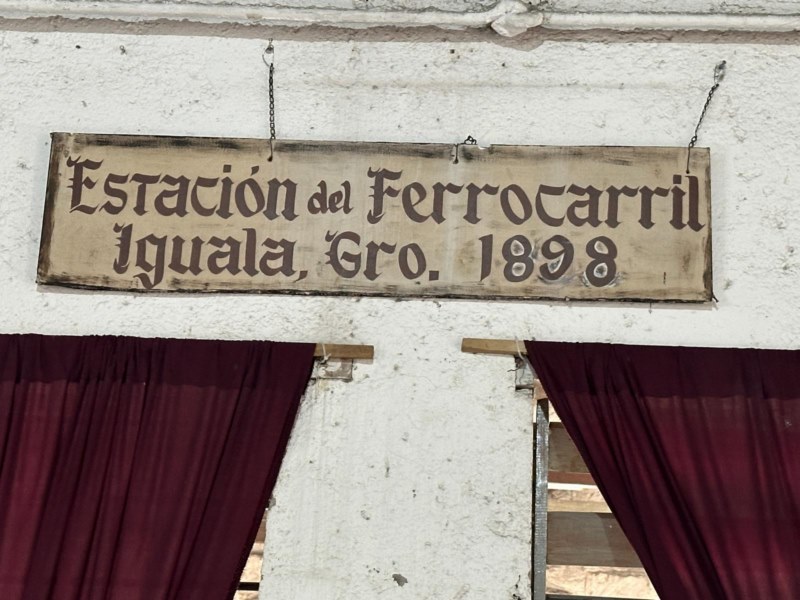 Estación del Ferrocarril
Iguala, Gro. 1898